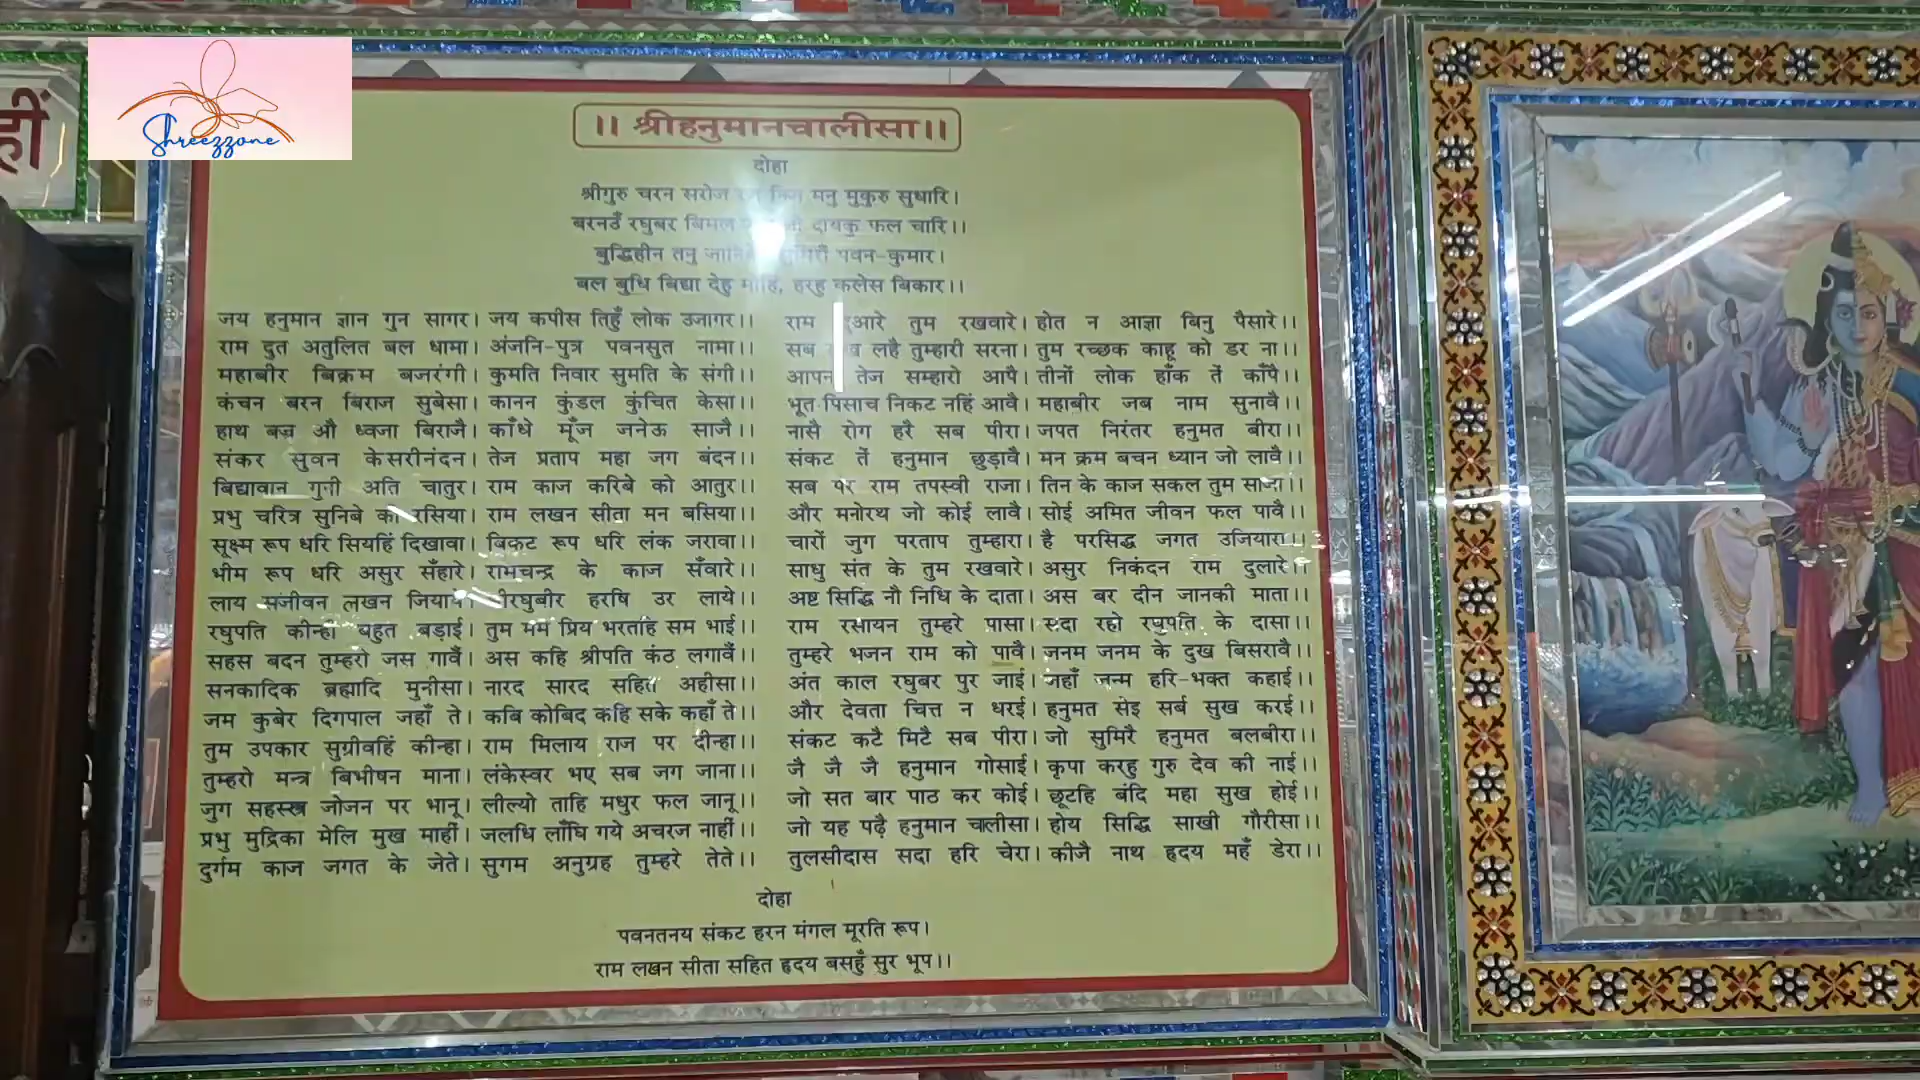 हीं
Shreezzone
।। श्रीहनुमानचालीसा।।
दोहा
श्रीगुरु चरन सरोज मनु मुकुरु सुधारि।
बरनउँ रघुबर बिमल दायकु फल चारि।।
बुद्धिहीन तनु पवन-कुमार।
बल बुधि बिद्या देहु हरहु कलेस बिकार।।
जय हनुमान ज्ञान गुन सागर। जय कपीस तिहुँ लोक उजागर।।
राम दुत अतुलित बल धामा। अंजनि-पुत्र पवनसुत नामा।।
महाबीर बिक्रम बजरंगी। कुमति निवार सुमति के संगी।।
कंचन बरन बिराज सुबेसा। कानन कुंडल कुंचित केसा।।
हाथ बज्र औ ध्वजा बिराजै। काँधे मूँज जनेऊ साजै।।
संकर सुवन केसरीनंदन। तेज प्रताप महा जग बंदन।।
बिद्यावान गुनी अति चातुर। राम काज करिबे को आतुर।।
प्रभु चरित्र सुनिबे को रसिया। राम लखन सीता मन बसिया।।
सूक्ष्म रूप धरि सियहिं दिखावा। बिकट रूप धरि लंक जरावा।।
भीम रूप धरि असुर सँहारे। रामचन्द्र के काज सँवारे।।
लाय लखन जियाये। हरषि उर लाये।।
रघुपति कीन्ही बहुत बड़ाई। तुम मम प्रिय भरतहि सम भाई।।
सहस बदन तुम्हरो जस गावैं। अस कहि श्रीपति कंठ लगावैं।।
सनकादिक ब्रह्मादि मुनीसा। नारद सारद सहित अहीसा।।
जम कुबेर दिगपाल जहाँ ते। कबि कोबिद कहि सके कहाँ ते।।
तुम उपकार सुग्रीवहिं कीन्हा। राम मिलाय राज पर दीन्हा।।
तुम्हरो मन्त्र बिभीषन माना। लंकेस्वर भए सब जग जाना।।
जुग सहस्त्र जोजन पर भानू। लील्यो ताहि मधुर फल जानू।।
प्रभु मुद्रिका मेलि मुख माहीं। जलधि लाँघि गये अचरज नाहीं।।
दुर्गम काज जगत के जेते। सुगम अनुग्रह तुम्हरे तेते।।
राम तुम रखवारे। होत न आज्ञा बिनु पैसारे।।
सब लहै तुम्हारी सरना। तुम रच्छक काहू को डर ना।।
आपन तेज सम्हारो आपै। तीनों लोक हाँक तें काँपै।।
भूत पिसाच निकट नहिं आवै। महाबीर जब नाम सुनावै।।
नासै रोग हरै सब पीरा। जपत निरंतर हनुमत बीरा।।
संकट तें हनुमान छुड़ावै। मन क्रम बचन ध्यान जो लावै।।
सब पर राम तपस्वी राजा। तिन के काज सकल तुम साजा।।
और मनोरथ जो कोई लावै। सोई अमित जीवन फल पावै।।
चारों जुग परताप तुम्हारा। है परसिद्ध जगत उजियारा।।
साधु संत के तुम रखवारे। असुर निकंदन राम दुलारे।।
अष्ट सिद्धि नौ निधि के दाता। अस बर दीन जानकी माता।।
राम रसायन तुम्हरे पासा। सदा रहो रघुपति के दासा।।
तुम्हरे भजन राम को पावै। जनम जनम के दुख बिसरावै।।
अंत काल रघुबर पुर जाई। जहाँ जन्म हरि-भक्त कहाई।।
और देवता चित्त न धरई। हनुमत सेइ सर्ब सुख करई।।
संकट कटै मिटै सब पीरा। जो सुमिरै हनुमत बलबीरा।।
जै जै जै हनुमान गोसाई। कृपा करहु गुरु देव की नाई।।
जो सत बार पाठ कर कोई। छूटहि बंदि महा सुख होई।।
जो यह पढ़ै हनुमान चालीसा। होय सिद्धि साखी गौरीसा।।
तुलसीदास सदा हरि चेरा। कीजै नाथ हृदय महँ डेरा।।
दोहा
पवनतनय संकट हरन मंगल मूरति रूप।
राम लखन सीता सहित हृदय बसहुँ सुर भूप।।